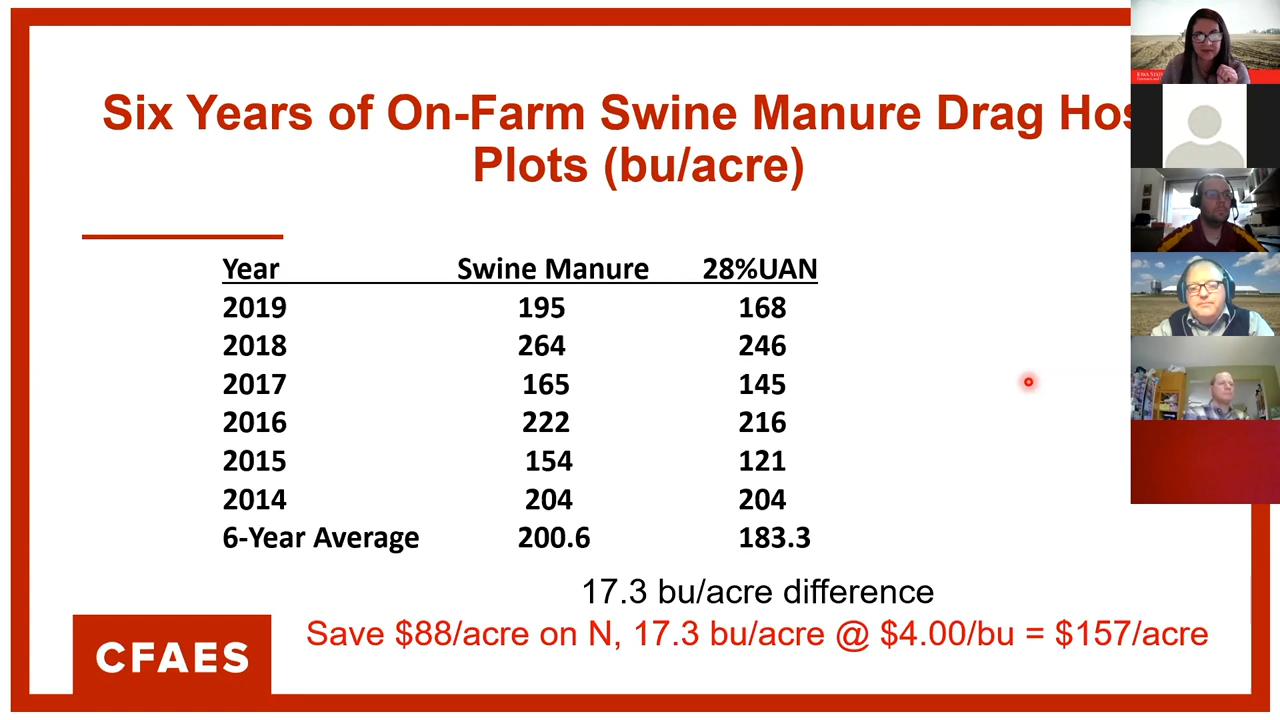 Six Years of On-Farm Swine Manure Drag Hos
Plots (bu/acre)
Year Swine Manure 28%UAN
2019 195 168
2018 264 246
2017 165 145
2016 222 216
2015 154 121
2014 204 204
6-Year Average 200.6 183.3
17.3 bu/acre difference
Save $88/acre on N, 17.3 bu/acre @ $4.00/bu = $157/acre
CFAES